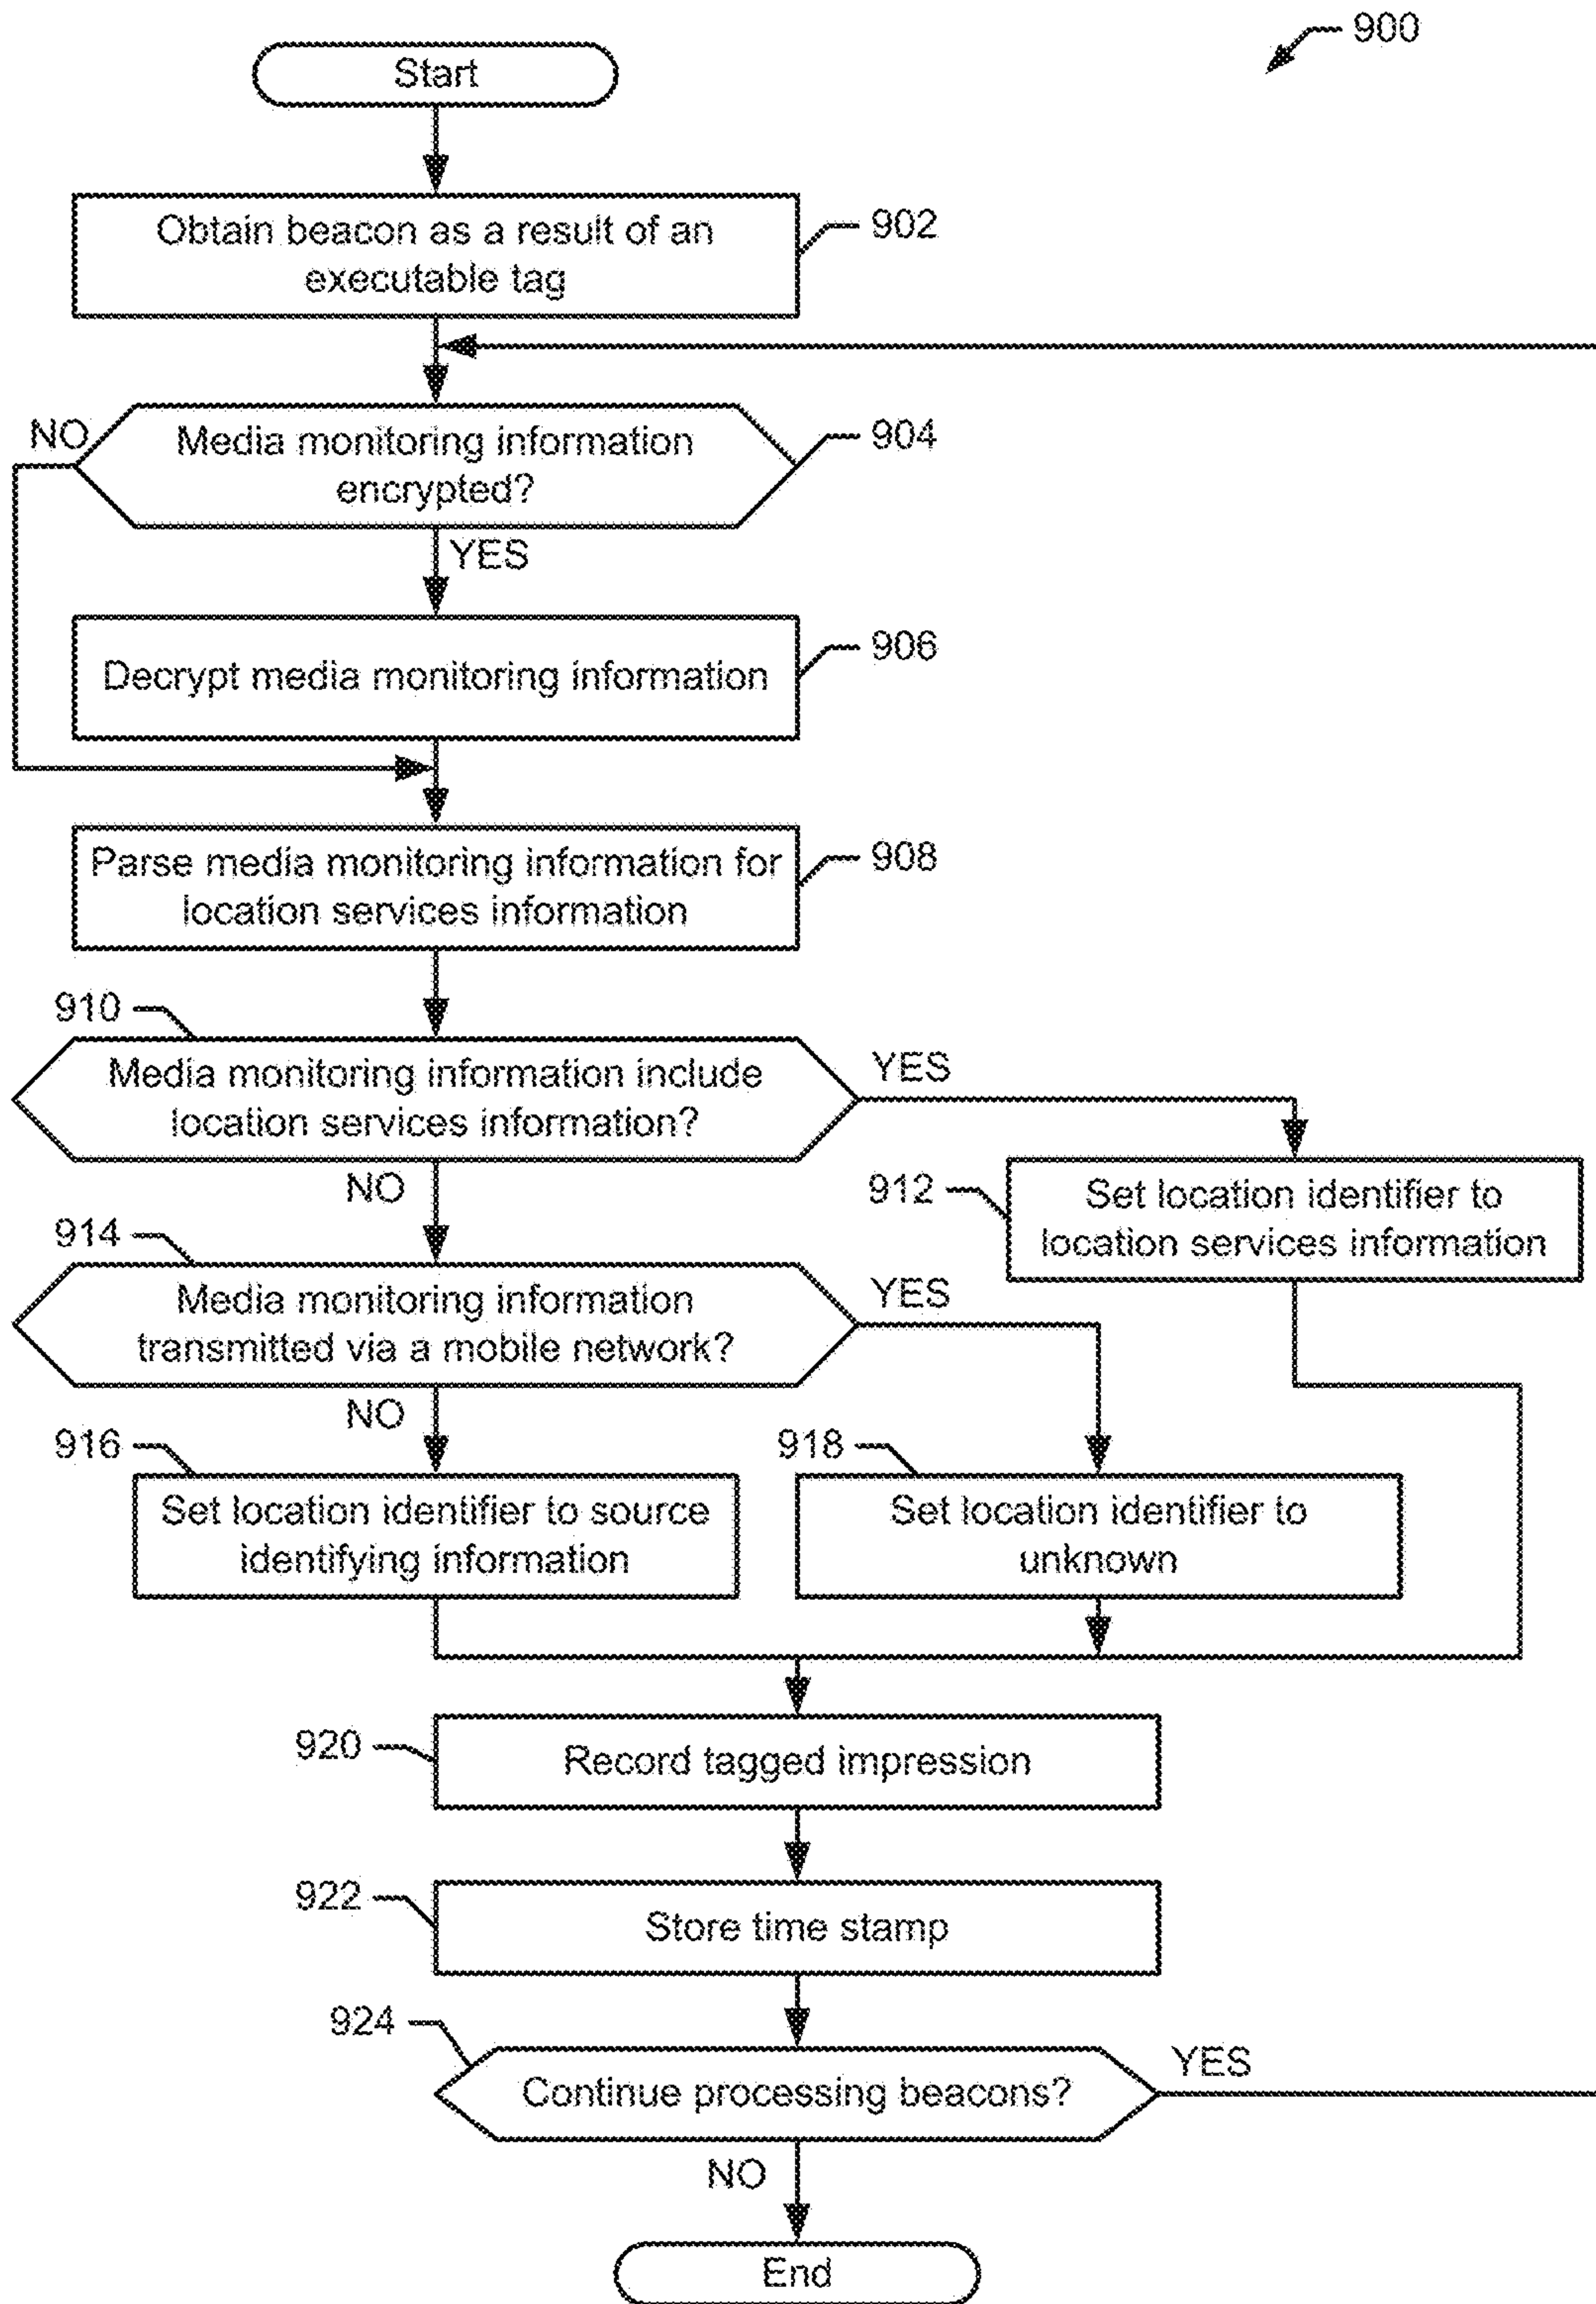 900
Start
Obtain beacon as a result of an
executable tag
902
NO
Media monitoring information
encrypted?
904
YES
Decrypt media monitoring information
906
Parse media monitoring information for
location services information
908
910
Media monitoring information include
location services information?
YES
NO
912
Set location identifier to
location services information
914
Media monitoring information
transmitted via a mobile network?
YES
NO
916
Set location identifier to source
identifying information
918
Set location identifier to
unknown
920
Record tagged impression
922
Store time stamp
924
Continue processing beacons?
YES
NO
End